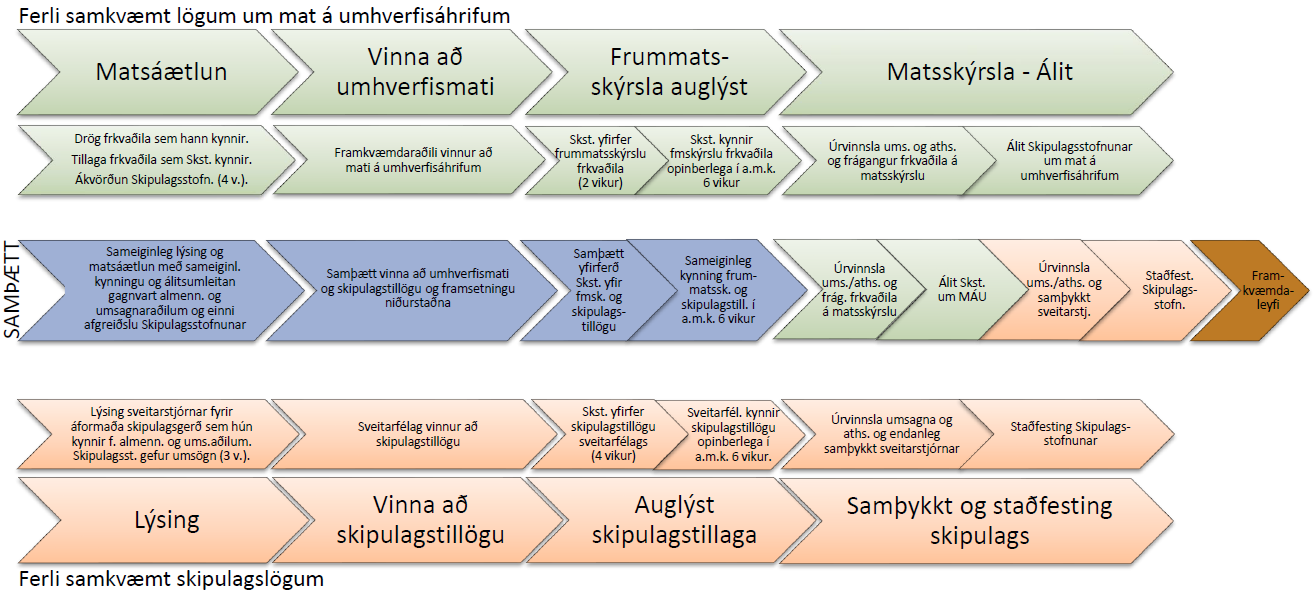 Ferli samkvæmt lögum um mat á umhverfisáhrifum
Matsáætlun
Vinna að
umhverfismati
Frummats-
skýrsla auglýst
Matsskýrsla - Álit
Drög frkvaðila sem hann kynnir.
Tillaga frkvaðila sem Skst. kynnir.
Ákvörðun Skipulagsstofn. (4 v.).
Framkvæmdaraðili vinnur að
mati á umhverfisáhrifum
Skst. yfirfer
frummatsskýrslu
frkvaðila
(2 vikur)
Skst. kynnir
fmskýrslu frkvaðila
opinberlega í a.m.k.
6 vikur
Úrvinnsla ums. og aths.
og frágangur frkvaðila á
matsskýrslu
Álit Skipulagsstofnunar
um mat á
umhverfisáhrifum
SAMÞÆTT
Sameiginleg lýsing og
matsáætlun með sameiginl.
kynningu og álitsumleitan
gagnvart almenn. og
umsagnaraðilum og einni
afgreiðslu Skipulagsstofnunar
Samþætt vinna að umhverfismati
og skipulagstillögu og framsetningu
niðurstaðna
Samþætt
yfirferð
Skst. yfir
fmsk. og
skipulags-
tillögu
Sameiginleg
kynning frum-
matssk. og
skipulagstill. í
a.m.k. 6 vikur
Úrvinnsla
ums./aths. og
frág. frkvaðila
á matsskýrslu
Álit Skst.
um MÁU
Úrvinnsla
ums./aths. og
samþykkt
sveitarstj.
Staðfest.
Skipulags-
stofn.
Fram-
kvæmda-
leyfi
Lýsing sveitarstjórnar fyrir
áformaða skipulagsgerð sem hún
kynnir f. almenn. og ums.aðilum.
Skipulagsst. gefur umsögn (3 v.).
Sveitarfélag vinnur að
skipulagstillögu
Skst. yfirfer
skipulagstillögu
sveitarfélags
(4 vikur)
Sveitarfél. kynnir
skipulagstillögu
opinberlega í
a.m.k. 6 vikur.
Úrvinnsla umsagna og
aths. og endanleg
samþykkt sveitarstjórnar
Staðfesting Skipulags-
stofnunar
Lýsing
Vinna að
skipulagstillögu
Auglýst
skipulagstillaga
Samþykkt og staðfesting
skipulags
Ferli samkvæmt skipulagslögum